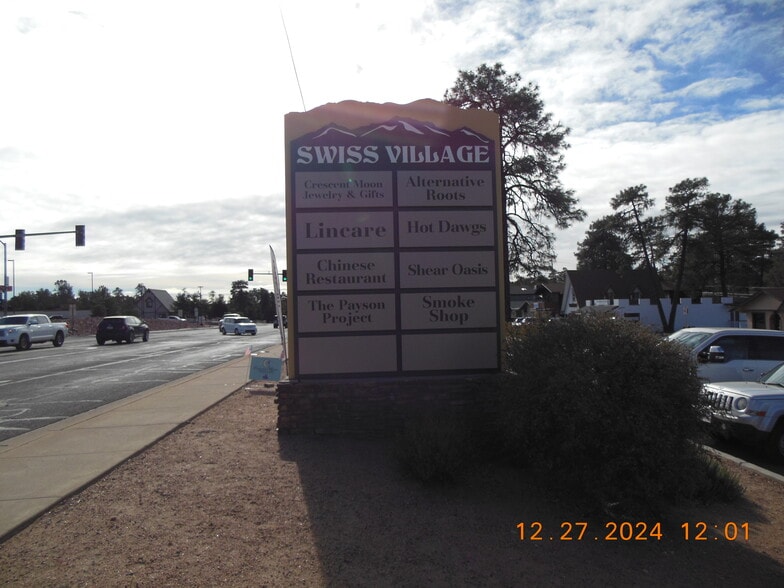 SWISS VILLAGE
Crescent Moon
Jewelry & Gifts
Alternative
Roots
Lincare
Hot Dawgs
Chinese
Restaurant
Shear Oasis
The Payson
Project
Smoke
Shop
12.27.2024 12:01